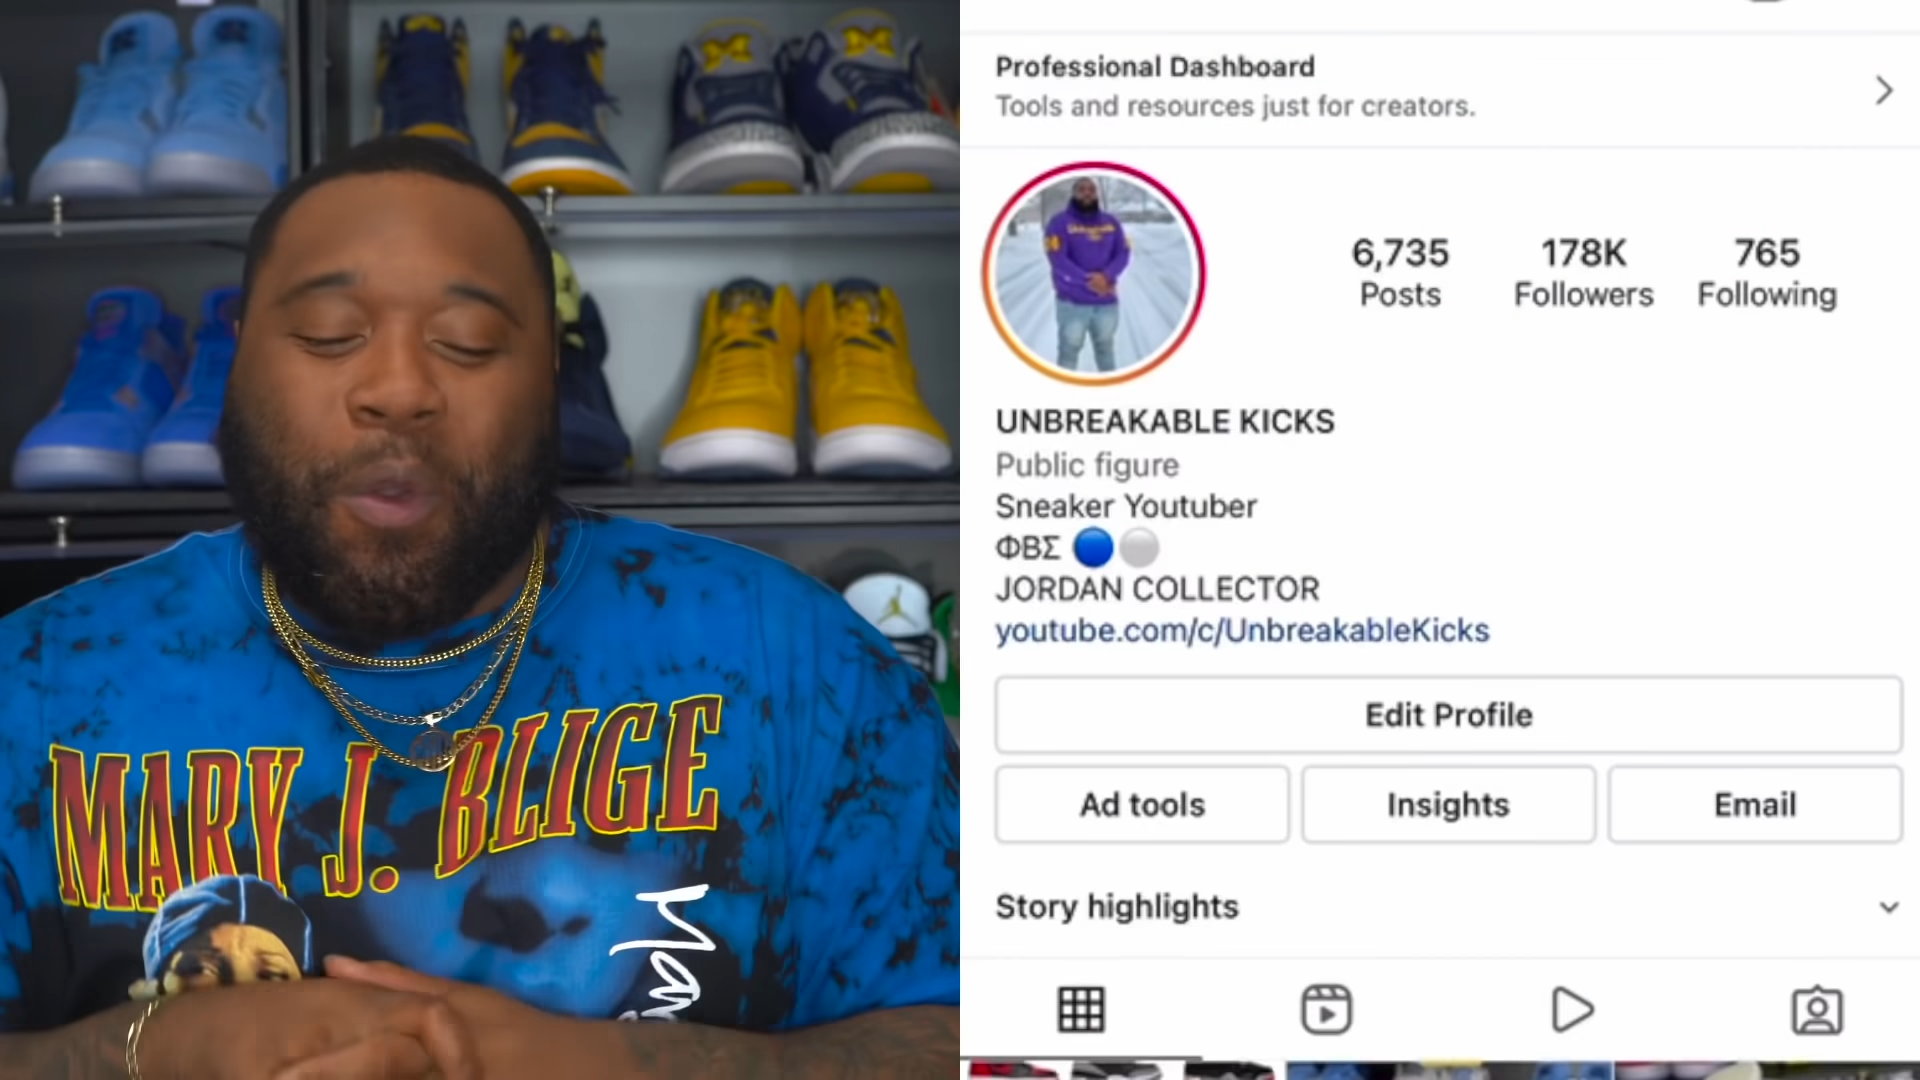 MARY J. BLIGE
Professional Dashboard
Tools and resources just for creators.
6,735
Posts
178K
Followers
765
Following
UNBREAKABLE KICKS
Public figure
Sneaker Youtuber
ΦΒΣ 🔵⚪
JORDAN COLLECTOR
youtube.com/c/UnbreakableKicks
Edit Profile
Ad tools
Insights
Email
Story highlights